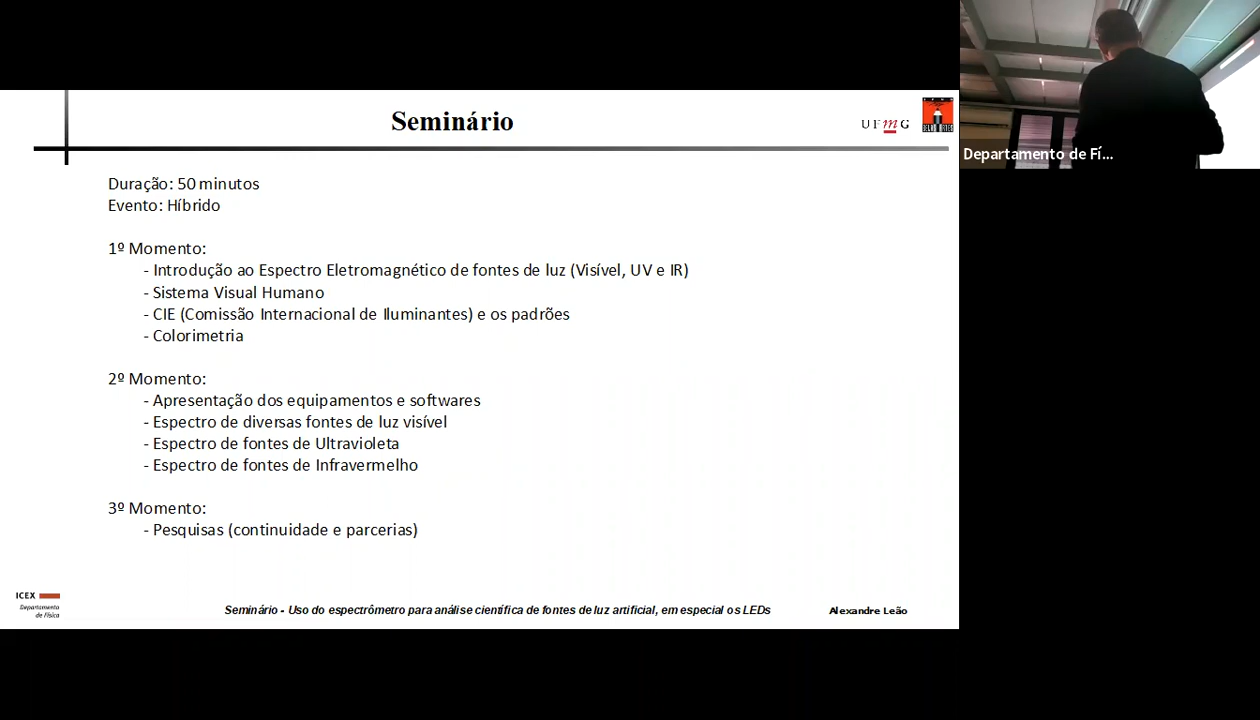 Seminário
UFmG
Duração: 50 minutos
Evento: Híbrido
1º Momento:
- Introdução ao Espectro Eletromagnético de fontes de luz (Visível, UV e IR)
- Sistema Visual Humano
- CIE (Comissão Internacional de Iluminantes) e os padrões
- Colorimetria
2º Momento:
- Apresentação dos equipamentos e softwares
- Espectro de diversas fontes de luz visível
- Espectro de fontes de Ultravioleta
- Espectro de fontes de Infravermelho
3º Momento:
- Pesquisas (continuidade e parcerias)
ICEX
Departamento
de Física
Seminário - Uso do espectrômetro para análise científica de fontes de luz artificial, em especial os LEDs
Alexandre Leão
Departamento de Fí...